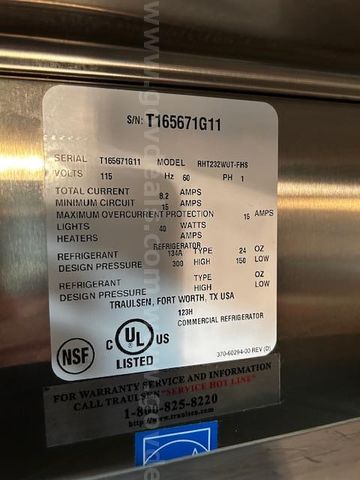 S/N: T165671G11
SERIAL T165671G11 MODEL RHT232WUT-FHS
VOLTS 115 Hz 60 PH 1
TOTAL CURRENT 8.2 AMPS
MINIMUM CIRCUIT 15 AMPS
MAXIMUM OVERCURRENT PROTECTION 15 AMPS
LIGHTS 40 WATTS
HEATERS AMPS
REFRIGERATOR
REFRIGERANT 134A TYPE 24 OZ
DESIGN PRESSURE 300 HIGH 150 LOW
REFRIGERANT TYPE OZ
DESIGN PRESSURE HIGH LOW
TRAULSEN, FORT WORTH, TX USA
123H
COMMERCIAL REFRIGERATOR
NSF
C UL US
LISTED
370-60294-00 REV (D)
FOR WARRANTY SERVICE AND INFORMATION
CALL TRAULSEN "SERVICE HOT LINE"
1-800-825-8220
http://www.traulsen.com